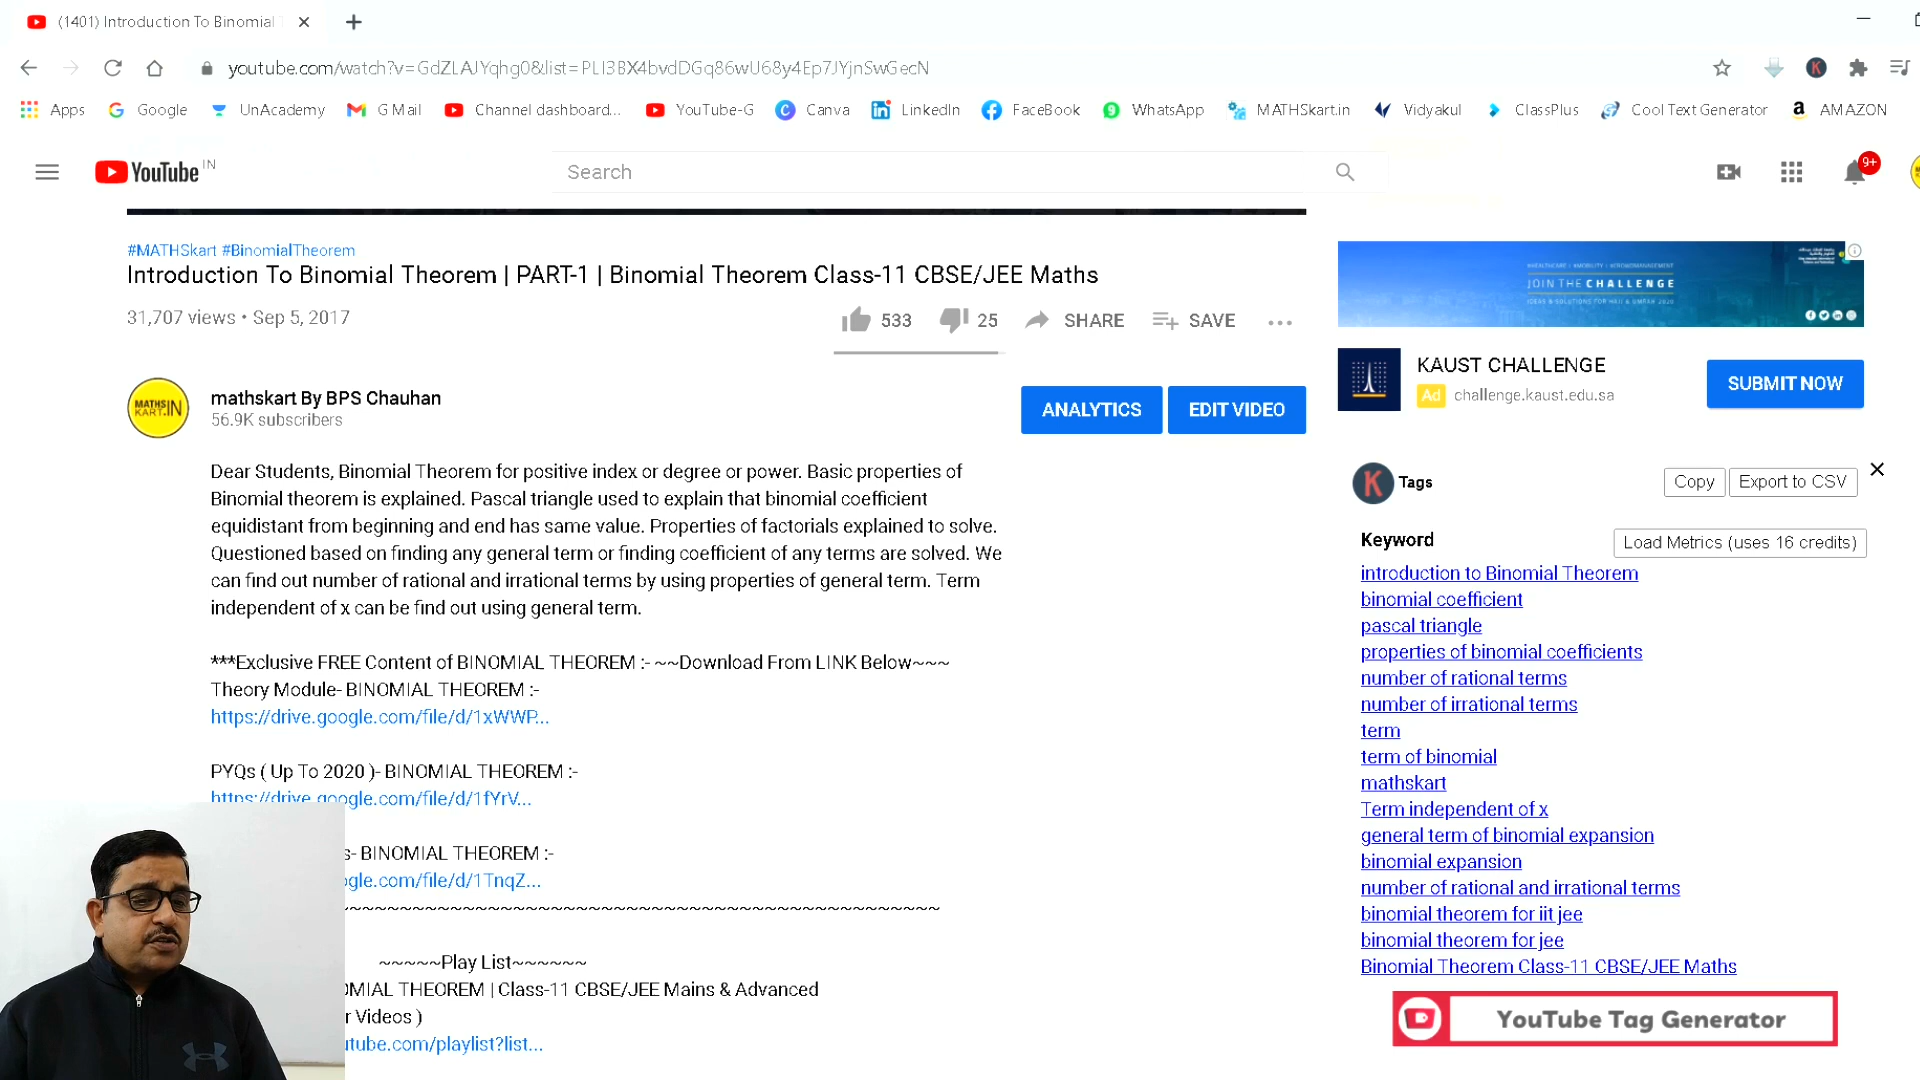 (1401) Introduction To Binomial
youtube.com/watch?v=GdZLAJYqhg0&list=PLI3BX4bvdDGq86wU68y4Ep7JYjnSwGecN
Apps Google UnAcademy G Mail Channel dashboard... YouTube-G Canva LinkedIn FaceBook WhatsApp MATHSkart.in Vidyakul ClassPlus Cool Text Generator AMAZON
YouTube IN Search 9+
#MATHSkart #BinomialTheorem
Introduction To Binomial Theorem | PART-1 | Binomial Theorem Class-11 CBSE/JEE Maths
31,707 views • Sep 5, 2017
533 25 SHARE SAVE
mathskart By BPS Chauhan
56.9K subscribers
MATHS KART.IN
ANALYTICS EDIT VIDEO
Dear Students, Binomial Theorem for positive index or degree or power. Basic properties of
Binomial theorem is explained. Pascal triangle used to explain that binomial coefficient
equidistant from beginning and end has same value. Properties of factorials explained to solve.
Questioned based on finding any general term or finding coefficient of any terms are solved. We
can find out number of rational and irrational terms by using properties of general term. Term
independent of x can be find out using general term.
***Exclusive FREE Content of BINOMIAL THEOREM :- ~~Download From LINK Below~~~
Theory Module- BINOMIAL THEOREM :-
https://drive.google.com/file/d/1xWWP...
PYQs ( Up To 2020 )- BINOMIAL THEOREM :-
https://drive.google.com/file/d/1fYrV...
s- BINOMIAL THEOREM :-
gle.com/file/d/1TnqZ...
~~~~~~~~~~~~~~~~~~~~~~~~~~~~~~~~~~~~~~~~~~~~~~~
~~~~~Play List~~~~~~
OMIAL THEOREM | Class-11 CBSE/JEE Mains & Advanced
r Videos )
utube.com/playlist?list...
JOIN THE CHALLENGE
KAUST CHALLENGE
Ad challenge.kaust.edu.sa
SUBMIT NOW
K Tags Copy Export to CSV
Keyword Load Metrics (uses 16 credits)
introduction to Binomial Theorem
binomial coefficient
pascal triangle
properties of binomial coefficients
number of rational terms
number of irrational terms
term
term of binomial
mathskart
Term independent of x
general term of binomial expansion
binomial expansion
number of rational and irrational terms
binomial theorem for iit jee
binomial theorem for jee
Binomial Theorem Class-11 CBSE/JEE Maths
YouTube Tag Generator